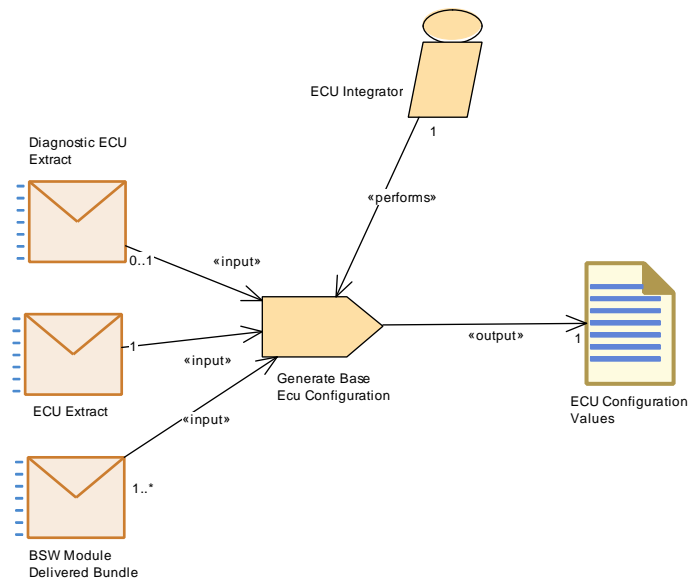 ECU Integrator
1
Diagnostic ECU
Extract
«performs»
0..1
«input»
1
«input»
«output»
1
Generate Base
Ecu Configuration
ECU Extract
«input»
ECU Configuration
Values
1..*
BSW Module
Delivered Bundle